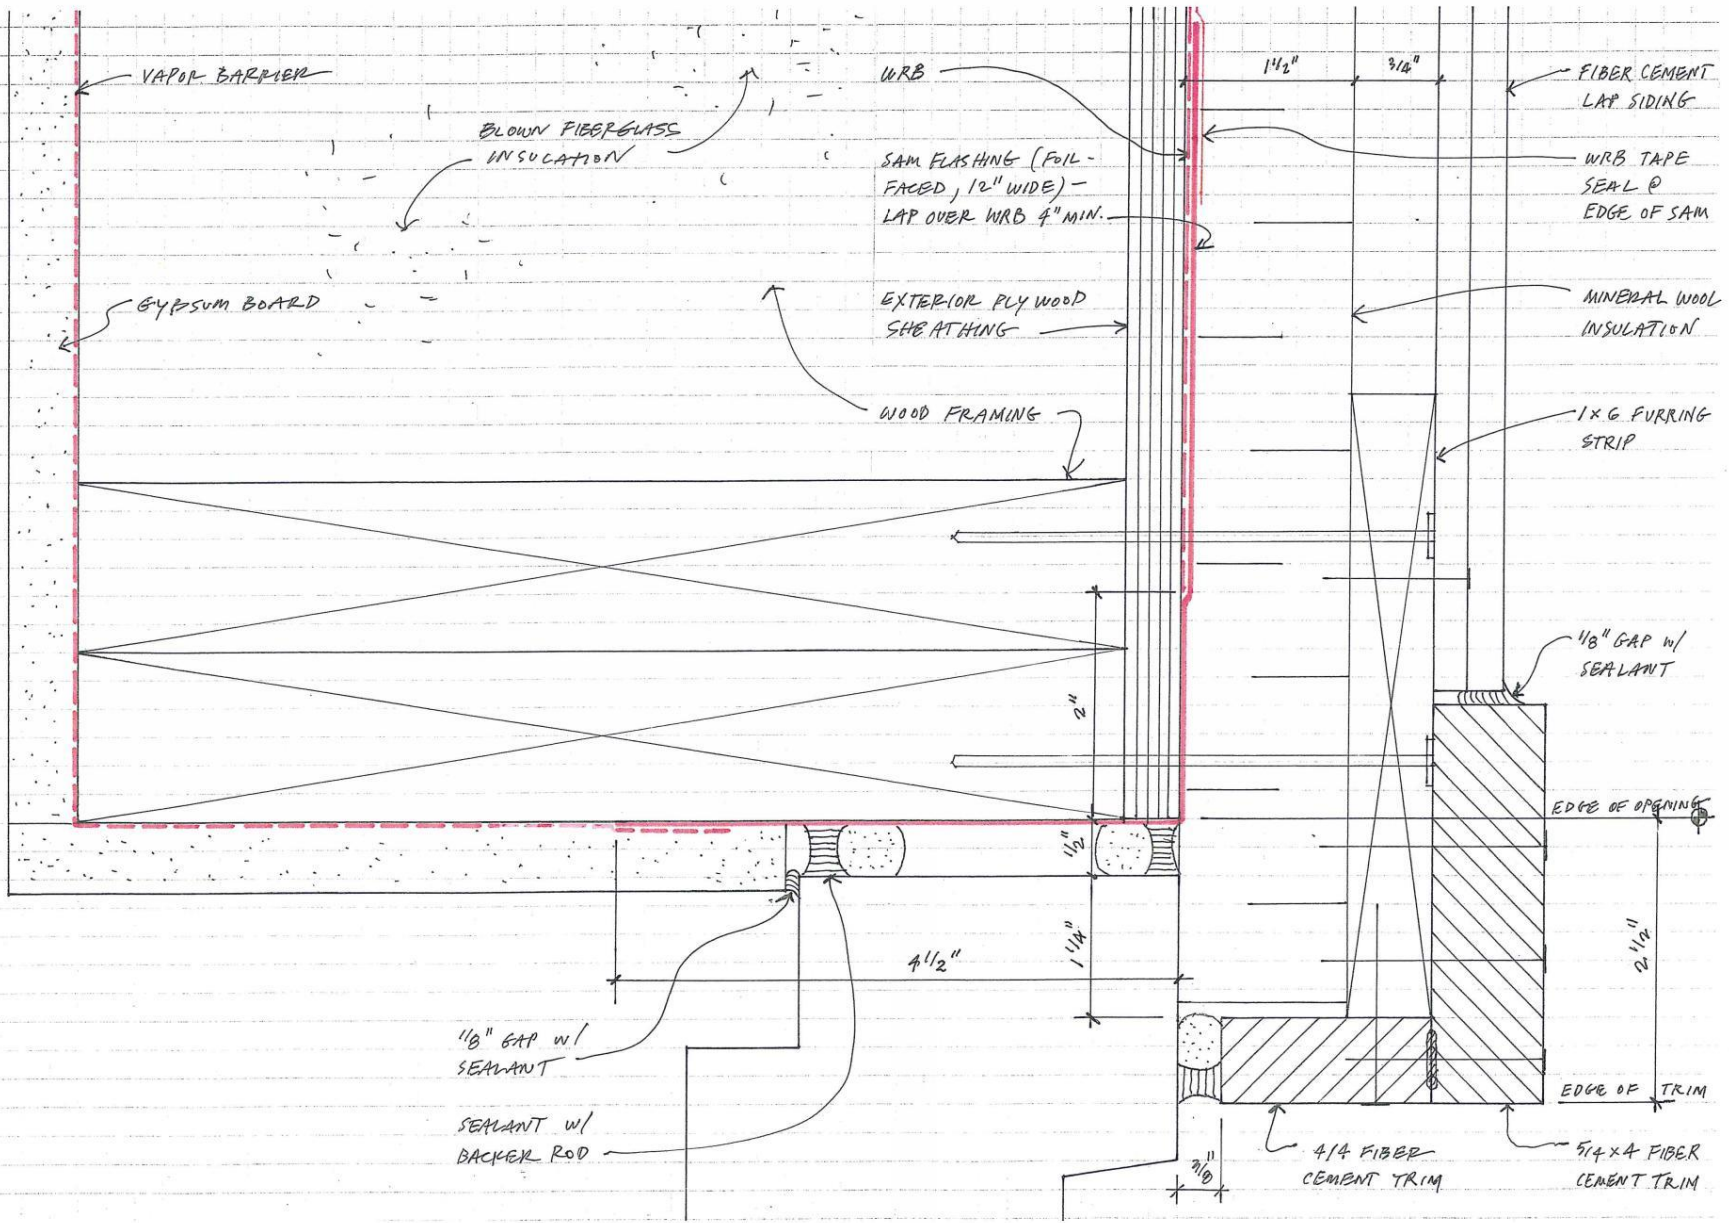 VAPOR BARRIER
BLOWN FIBERGLASS
INSULATION
GYPSUM BOARD
WRB
SAM FLASHING (FOIL-
FACED, 12" WIDE) -
LAP OVER WRB 4" MIN.
EXTERIOR PLYWOOD
SHEATHING
WOOD FRAMING
1 1/2"
3/4"
FIBER CEMENT
LAP SIDING
WRB TAPE
SEAL @
EDGE OF SAM
MINERAL WOOL
INSULATION
1×6 FURRING
STRIP
1/8" GAP W/
SEALANT
EDGE OF OPENING
2"
1/2"
1 1/4"
4 1/2"
2 1/2"
1/8" GAP W/
SEALANT
SEALANT W/
BACKER ROD
EDGE OF TRIM
3/8"
4/4 FIBER
CEMENT TRIM
5/4×4 FIBER
CEMENT TRIM